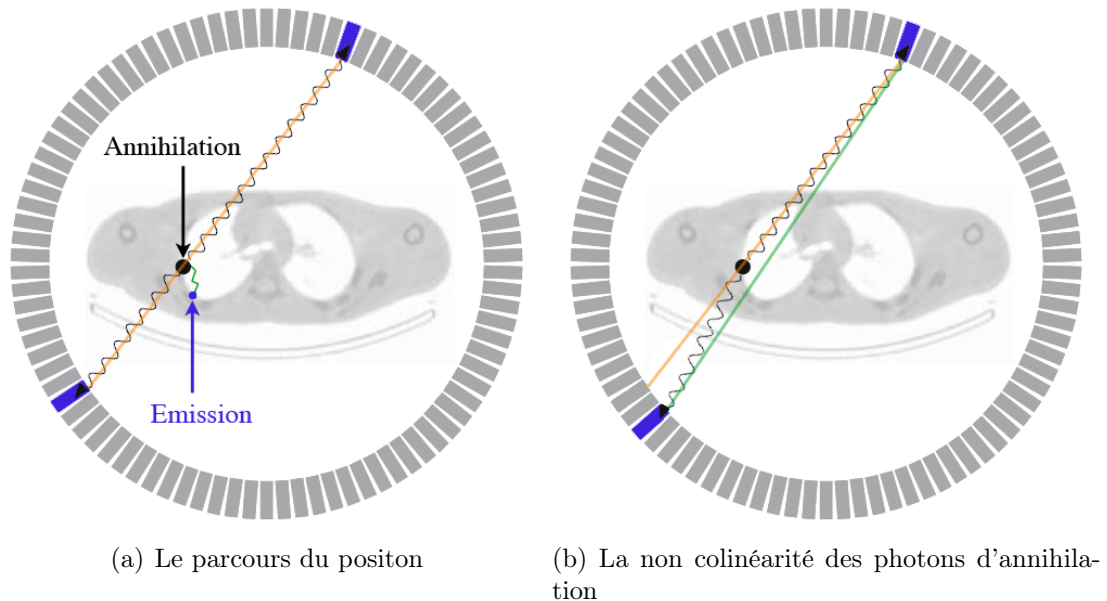 Annihilation
Emission
(a) Le parcours du positon
(b) La non colinéarité des photons d'annihila-
tion